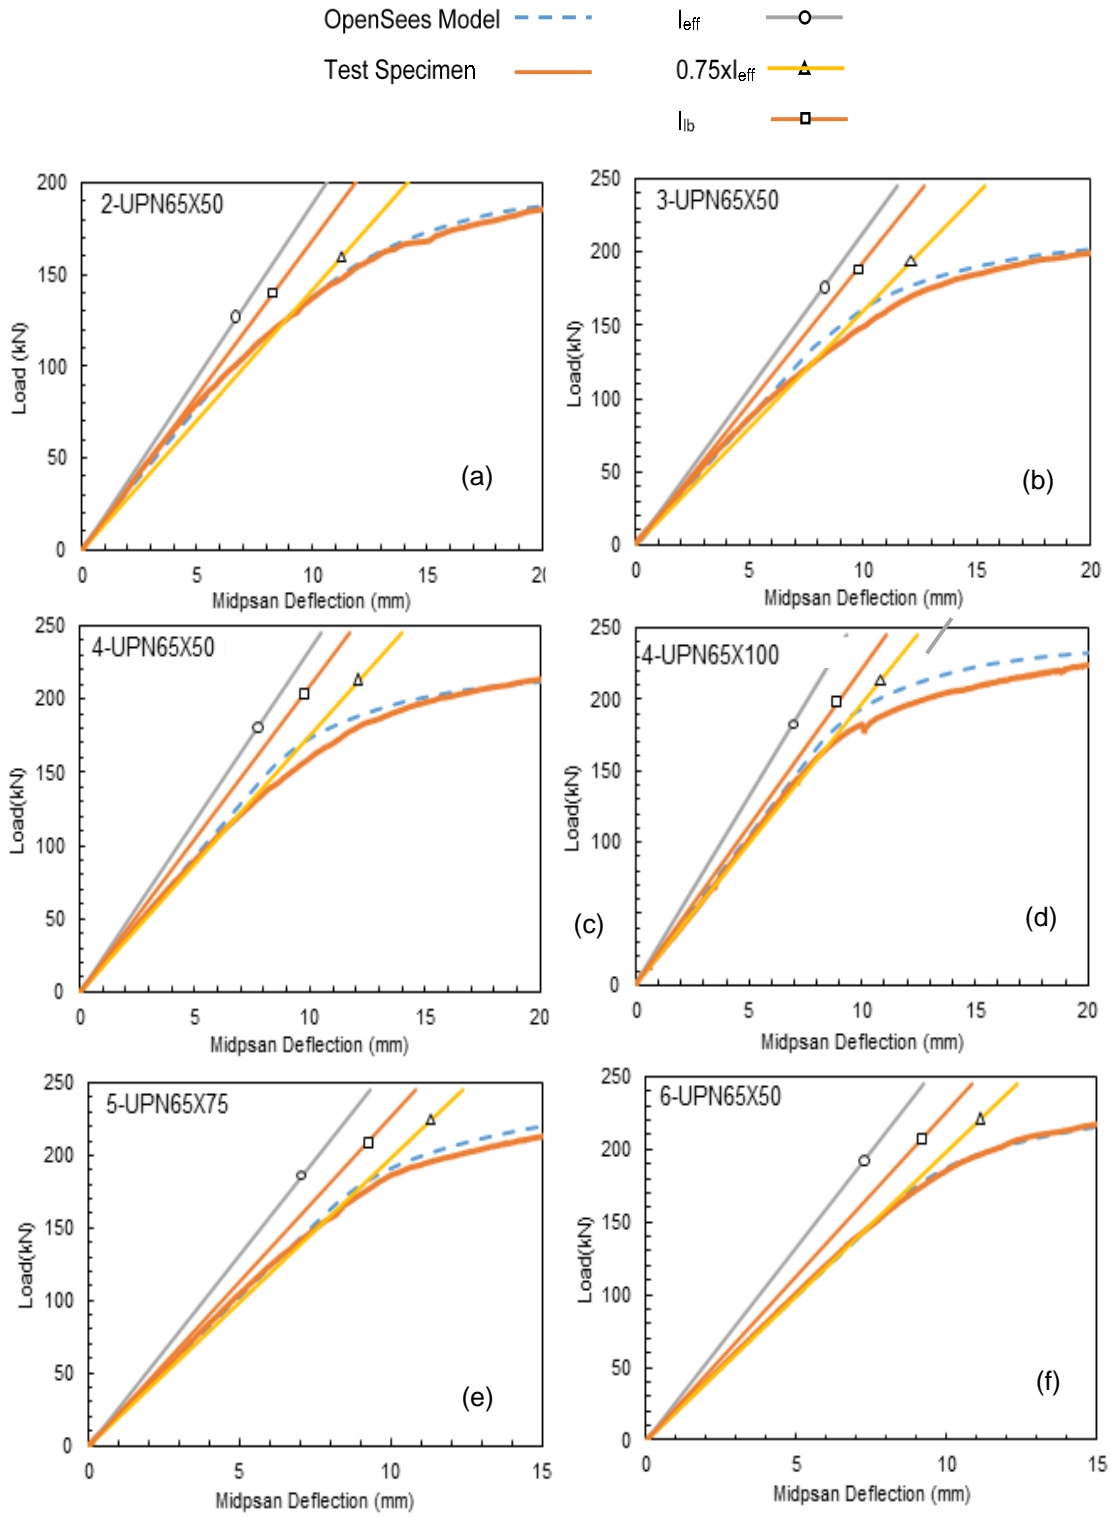 OpenSees Model
Ieff
Test Specimen
0.75xIeff
Ilb
2-UPN65X50
200
150
100
50
0
Load (kN)
(a)
0 5 10 15 20
Midpsan Deflection (mm)
3-UPN65X50
250
200
150
100
50
0
Load(kN)
(b)
0 5 10 15 20
Midpsan Deflection (mm)
4-UPN65X50
250
200
150
100
50
0
Load(kN)
(c)
0 5 10 15 20
Midpsan Deflection (mm)
4-UPN65X100
250
200
150
100
50
0
Load(kN)
(d)
0 5 10 15 20
Midpsan Deflection (mm)
5-UPN65X75
250
200
150
100
50
0
Load(kN)
(e)
0 5 10 15
Midpsan Deflection (mm)
6-UPN65X50
250
200
150
100
50
0
Load(kN)
(f)
0 5 10 15
Midpsan Deflection (mm)